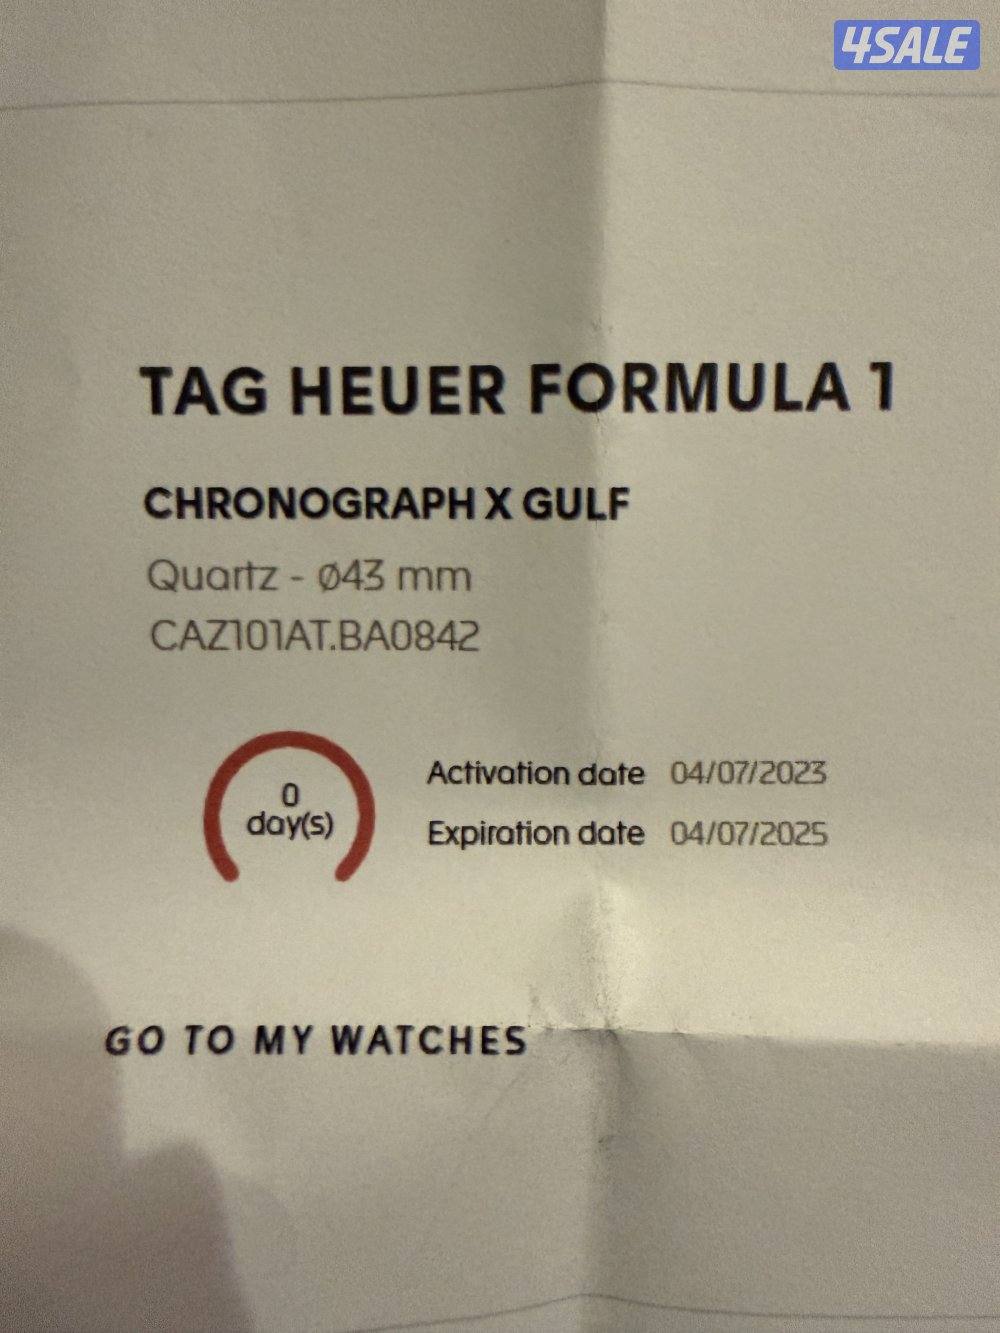 4SALE
TAG HEUER FORMULA 1
CHRONOGRAPH X GULF
Quartz - ø43 mm
CAZ101AT.BA0842
0
day(s)
Activation date 04/07/2023
Expiration date 04/07/2025
GO TO MY WATCHES